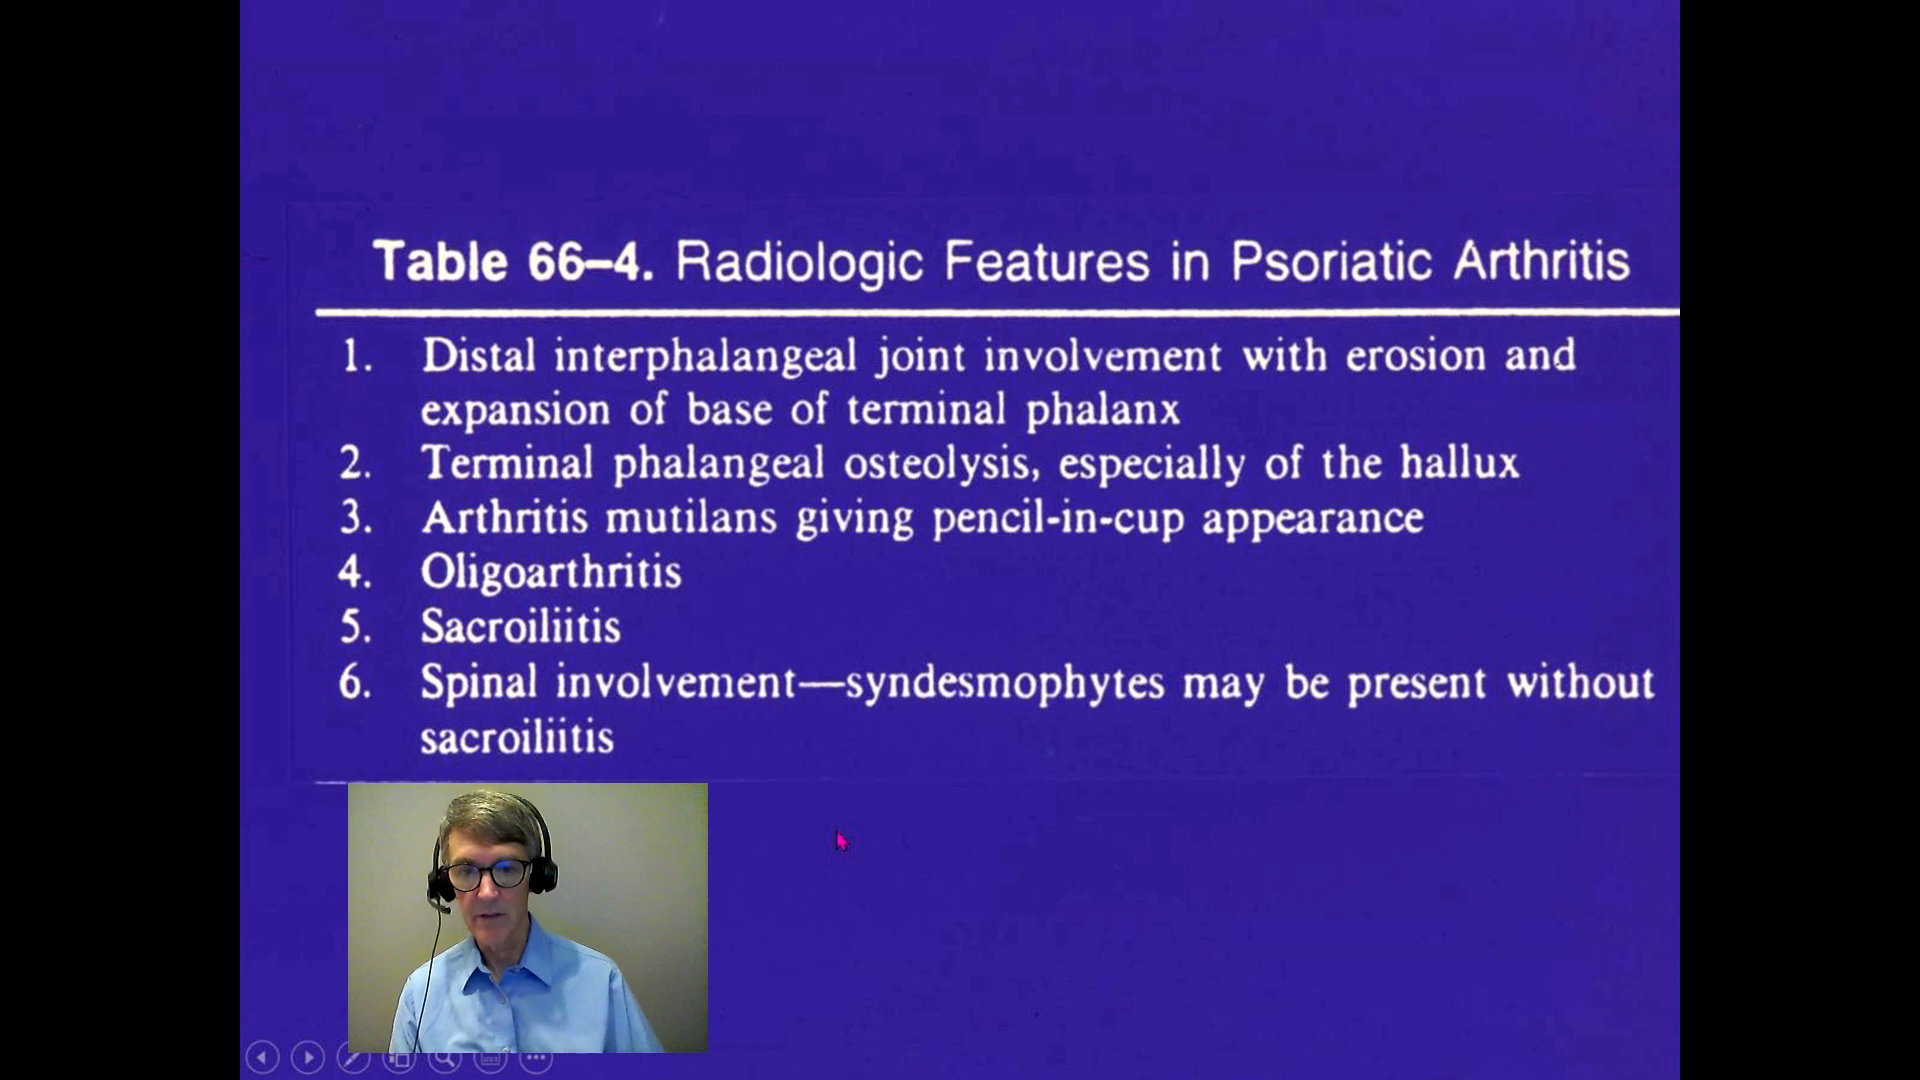 Table 66–4. Radiologic Features in Psoriatic Arthritis
1. Distal interphalangeal joint involvement with erosion and
expansion of base of terminal phalanx
2. Terminal phalangeal osteolysis, especially of the hallux
3. Arthritis mutilans giving pencil-in-cup appearance
4. Oligoarthritis
5. Sacroiliitis
6. Spinal involvement—syndesmophytes may be present without
sacroiliitis